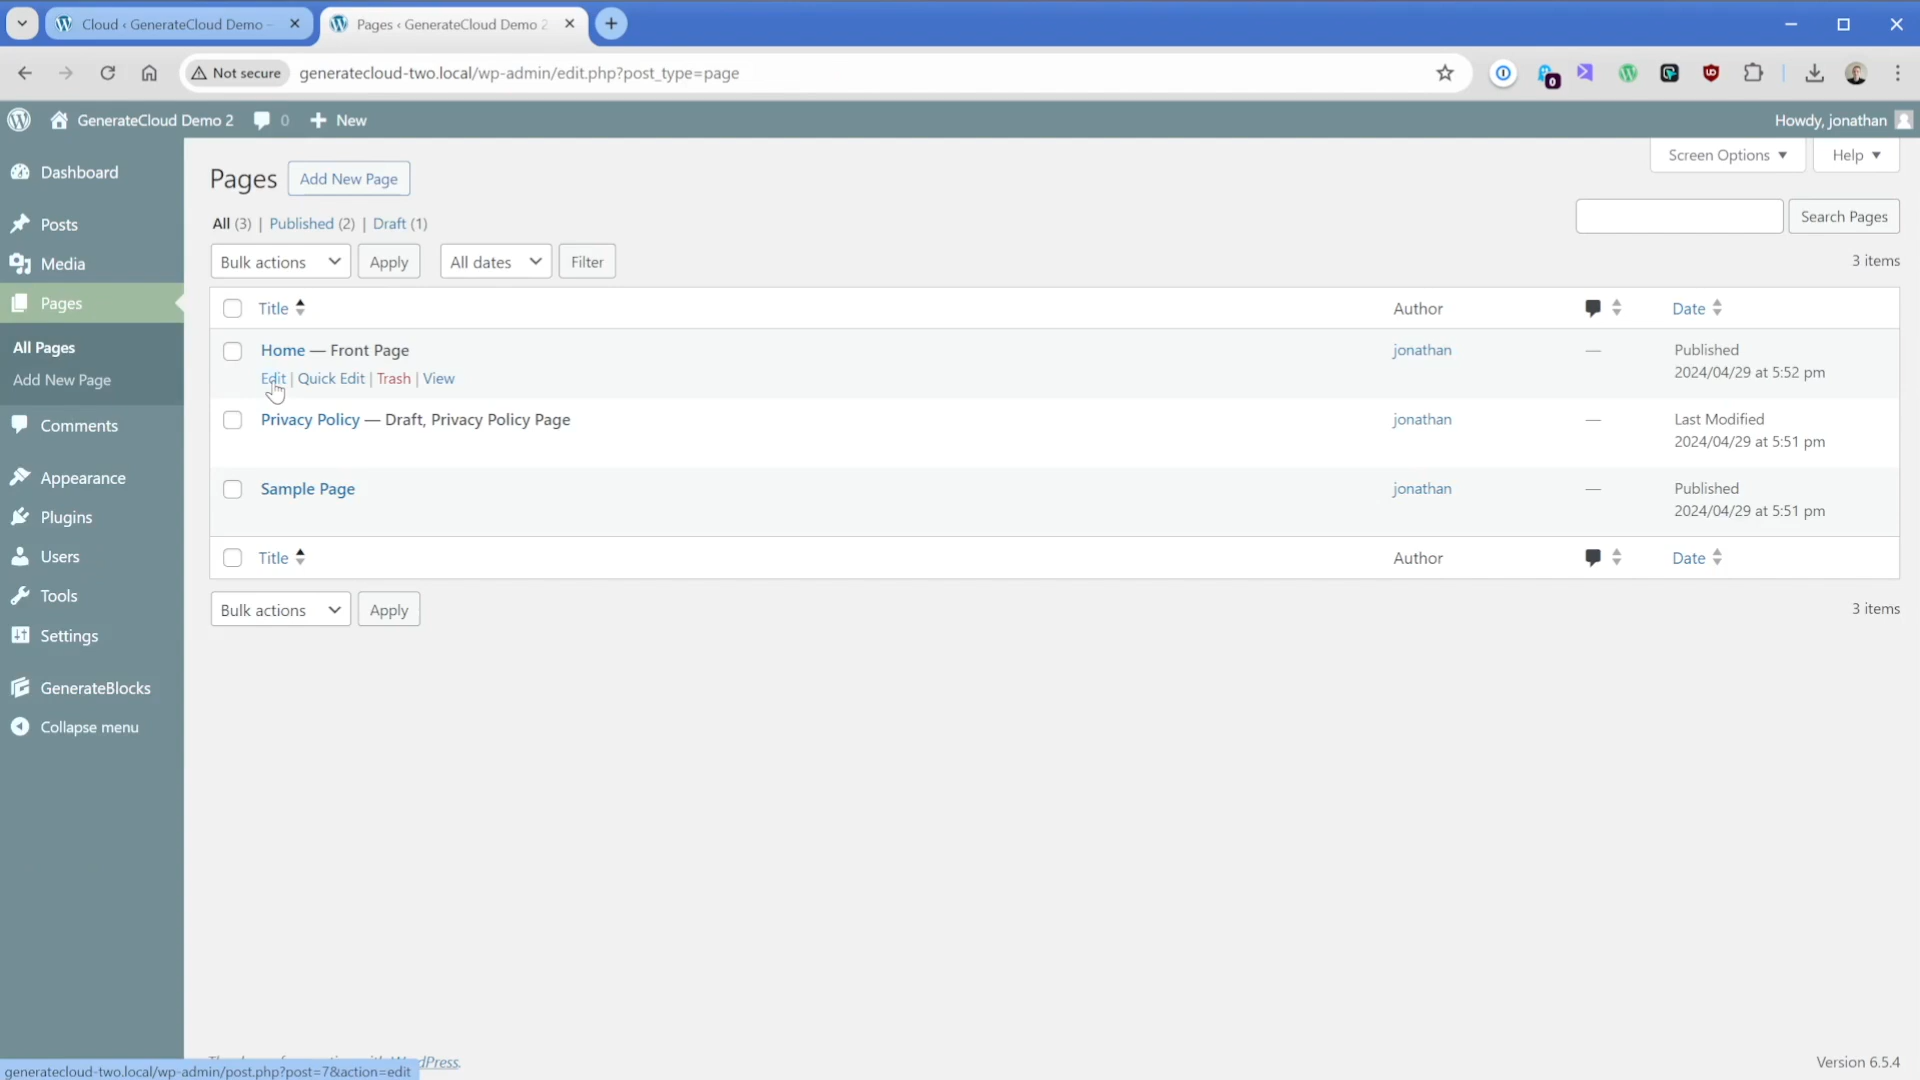 Cloud ‹ GenerateCloud Demo –
Pages ‹ GenerateCloud Demo 2
Not secure
generatecloud-two.local/wp-admin/edit.php?post_type=page
0
GenerateCloud Demo 2
0
New
Howdy, jonathan
Dashboard
Posts
Media
Pages
All Pages
Add New Page
Comments
Appearance
Plugins
Users
Tools
Settings
GenerateBlocks
Collapse menu
Screen Options
Help
Pages
Add New Page
All (3) | Published (2) | Draft (1)
Search Pages
Bulk actions
Apply
All dates
Filter
3 items
Title
Author
Date
Home — Front Page
Edit | Quick Edit | Trash | View
jonathan
—
Published
2024/04/29 at 5:52 pm
Privacy Policy — Draft, Privacy Policy Page
jonathan
—
Last Modified
2024/04/29 at 5:51 pm
Sample Page
jonathan
—
Published
2024/04/29 at 5:51 pm
Title
Author
Date
Bulk actions
Apply
3 items
Version 6.5.4
generatecloud-two.local/wp-admin/post.php?post=7&action=edit